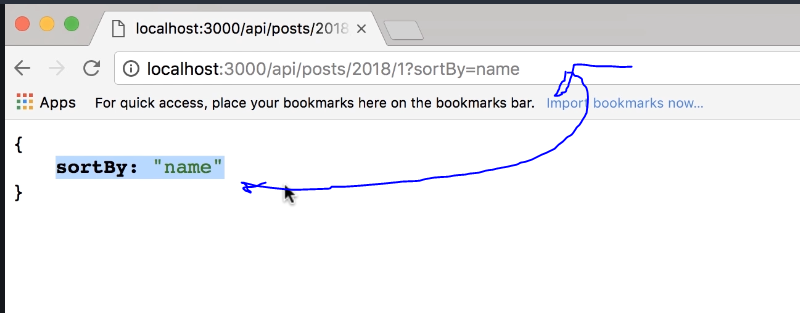 localhost:3000/api/posts/2018
localhost:3000/api/posts/2018/1?sortBy=name
Apps For quick access, place your bookmarks here on the bookmarks bar. Import bookmarks now...
{
sortBy: "name"
}